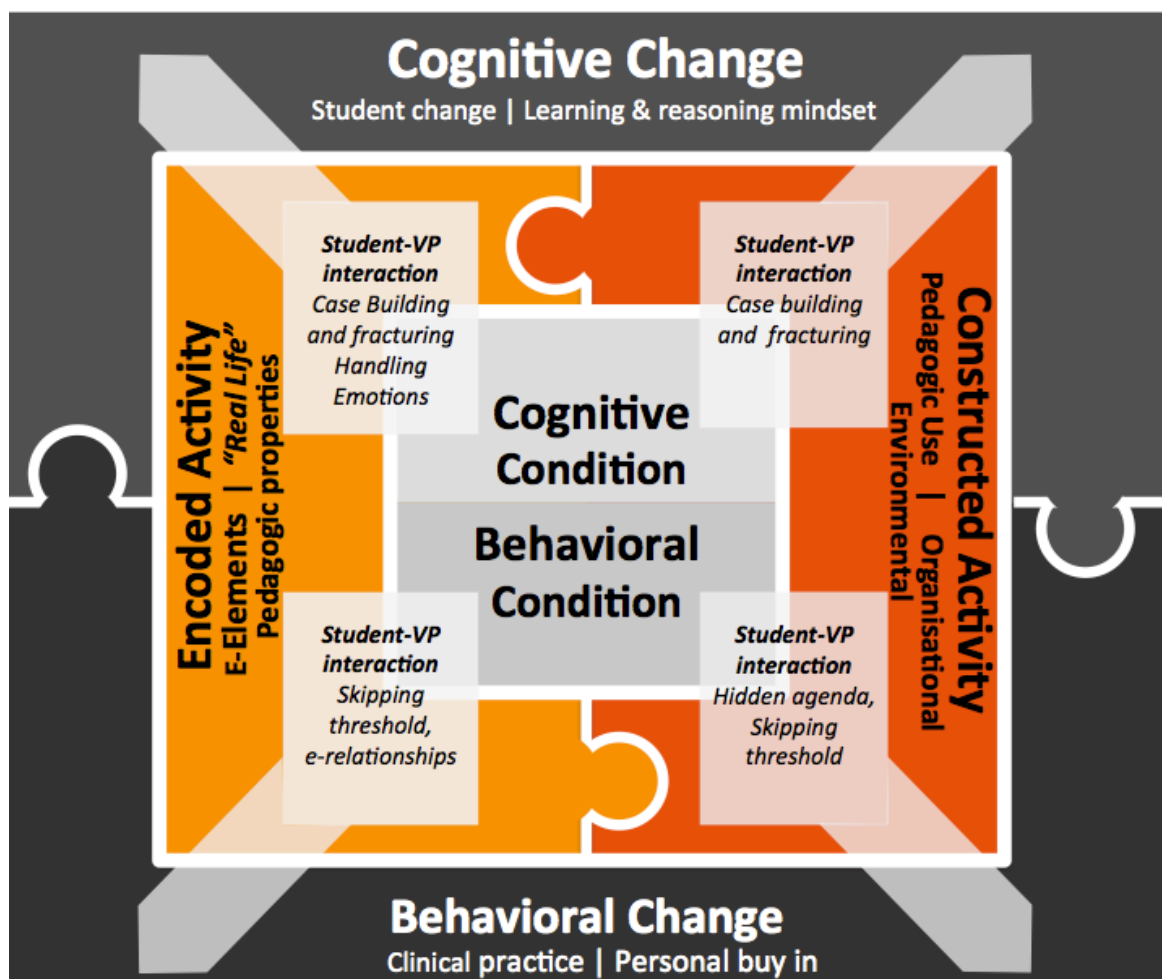 Cognitive Change
Student change | Learning & reasoning mindset
Student-VP
interaction
Case Building
and fracturing
Handling
Emotions
Student-VP
interaction
Case building
and fracturing
Encoded Activity
E-Elements | "Real Life"
Pedagogic properties
Cognitive
Condition
Behavioral
Condition
Constructed Activity
Pedagogic Use | Organisational
Environmental
Student-VP
interaction
Skipping
threshold,
e-relationships
Student-VP
interaction
Hidden agenda,
Skipping
threshold
Behavioral Change
Clinical practice | Personal buy in